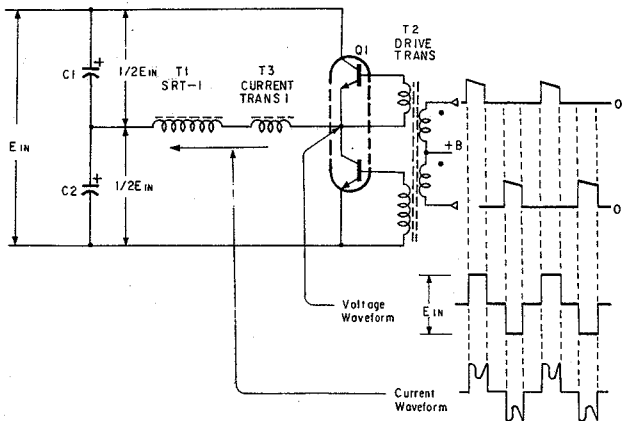 T2
DRIVE
TRANS
Q1
C1
+
1/2EIN
T1
SRT-1
T3
CURRENT
TRANS 1
O
+B
EIN
C2
+
1/2EIN
O
Voltage
Waveform
EIN
Current
Waveform